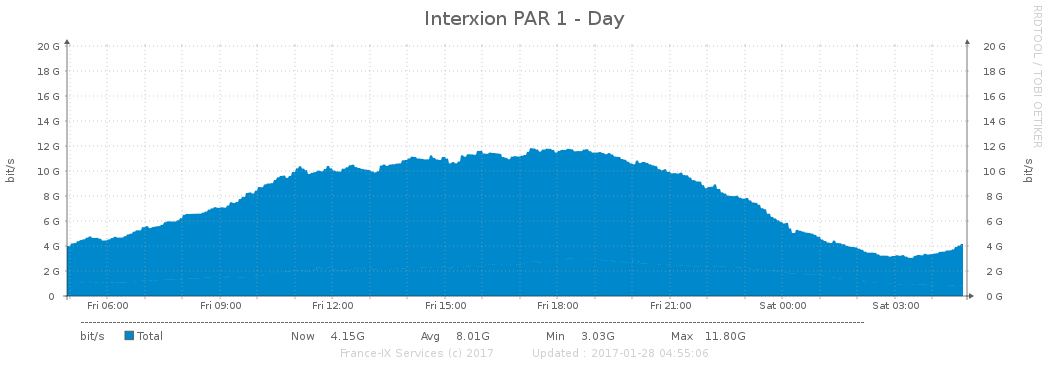 Interxion PAR 1 - Day
RRDTOOL / TOBI OETIKER
bit/s
20 G 20 G
18 G 18 G
16 G 16 G
14 G 14 G
12 G 12 G
10 G 10 G
8 G 8 G
6 G 6 G
4 G 4 G
2 G 2 G
0 0 G
bit/s
Fri 06:00 Fri 09:00 Fri 12:00 Fri 15:00 Fri 18:00 Fri 21:00 Sat 00:00 Sat 03:00
bit/s Total Now 4.15G Avg 8.01G Min 3.03G Max 11.80G
France-IX Services (c) 2017 Updated : 2017-01-28 04:55:06